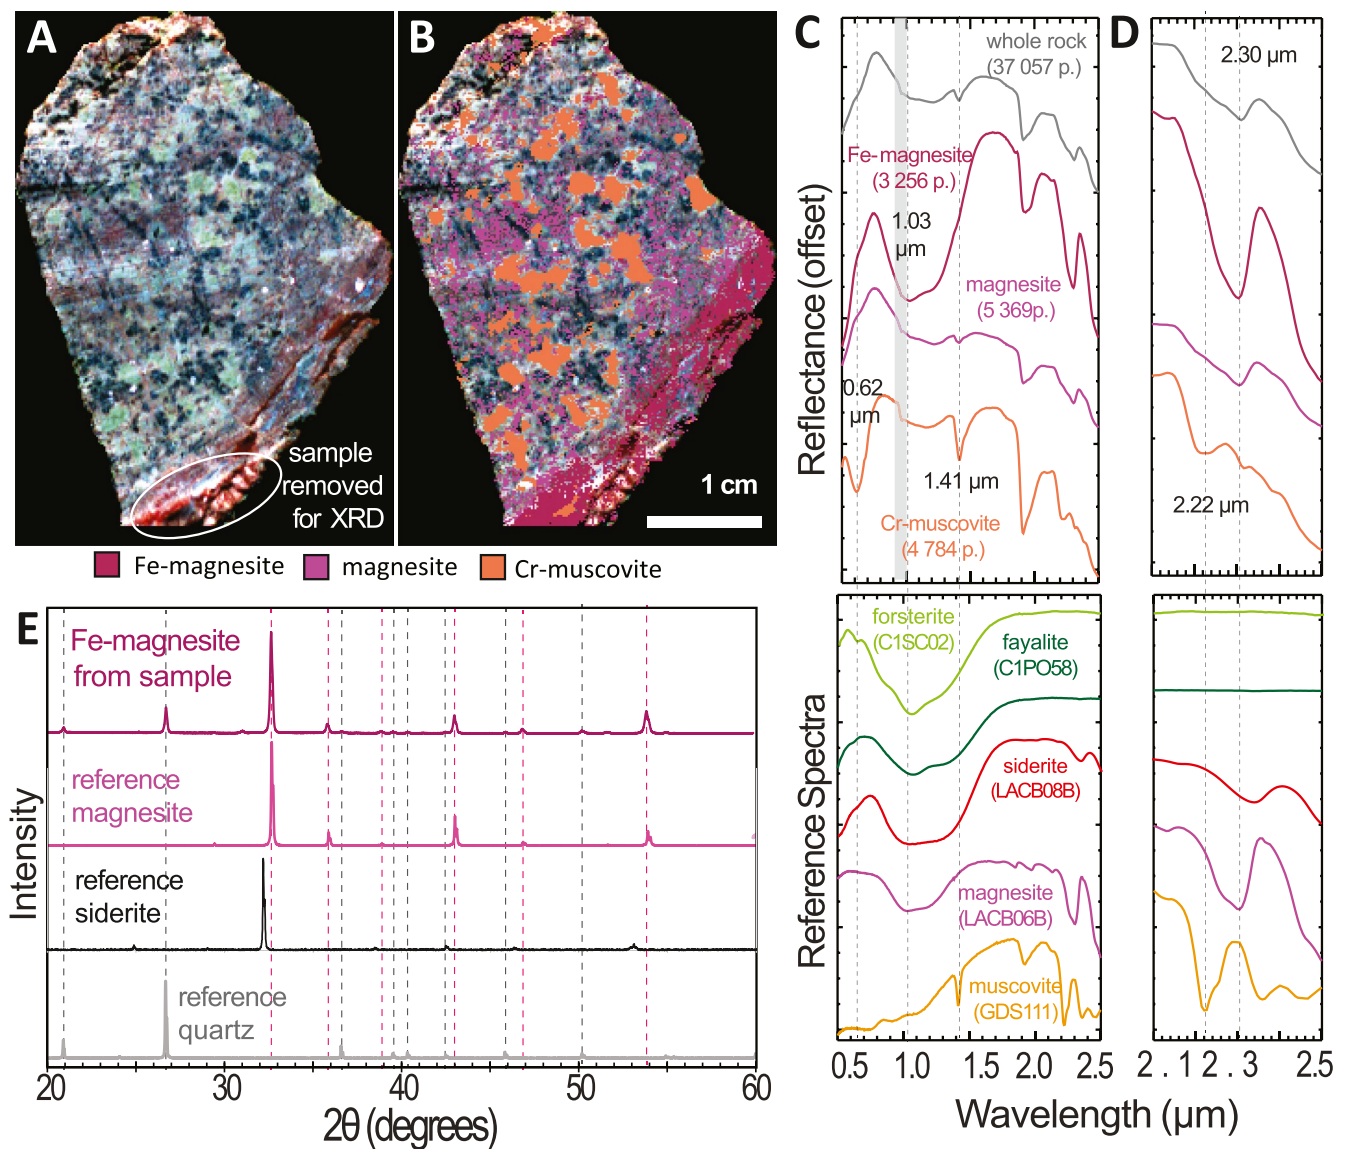 A
sample
removed
for XRD
B
1 cm
Fe-magnesite
magnesite
Cr-muscovite
C
whole rock
(37 057 p.)
Fe-magnesite
(3 256 p.)
1.03
µm
magnesite
(5 369p.)
0.62
µm
1.41 µm
Cr-muscovite
(4 784 p.)
Reflectance (offset)
D
2.30 µm
2.22 µm
forsterite
(C1SC02)
fayalite
(C1PO58)
siderite
(LACB08B)
magnesite
(LACB06B)
muscovite
(GDS111)
Reference Spectra
0.5 1.0 1.5 2.0 2.5
2 . 1 2 . 3 2.5
Wavelength (µm)
E
Fe-magnesite
from sample
reference
magnesite
reference
siderite
reference
quartz
Intensity
20 30 40 50 60
2θ (degrees)